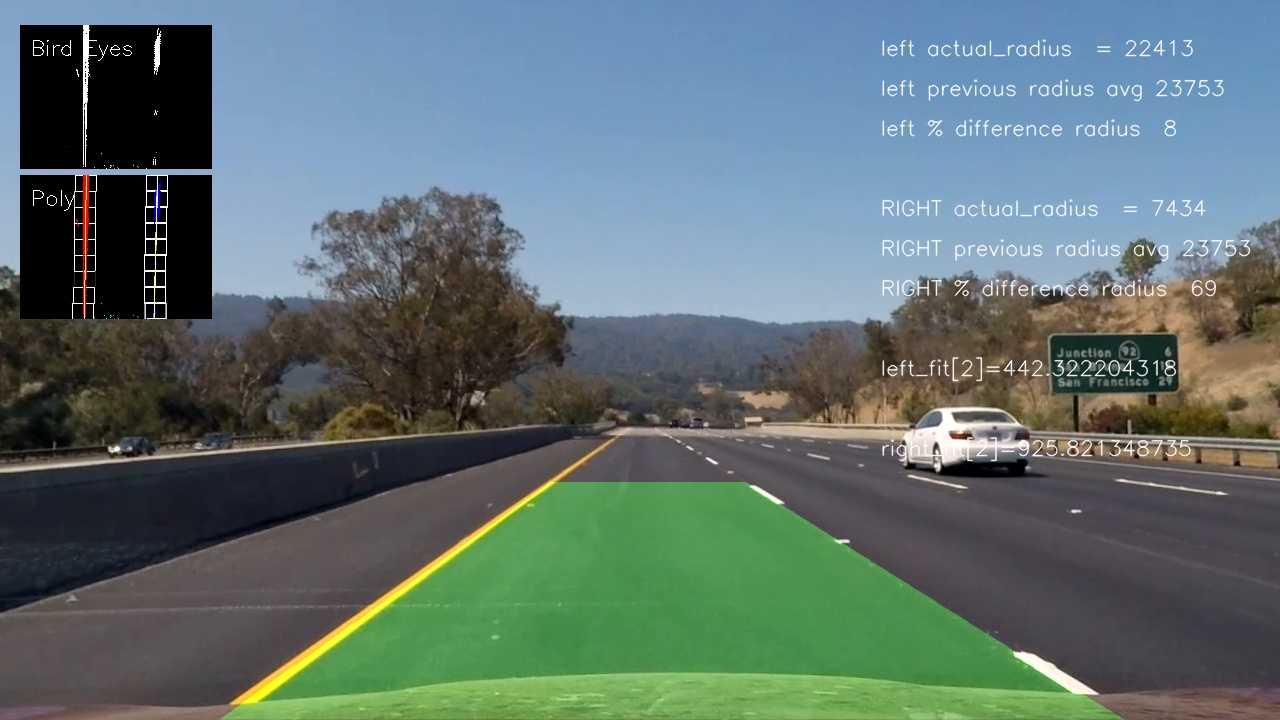 Bird Eyes
Poly
left actual_radius = 22413
left previous radius avg 23753
left % difference radius 8
RIGHT actual_radius = 7434
RIGHT previous radius avg 23753
RIGHT % difference radius 69
Junction 92 6
left_fit[2]=442.322204318
San Francisco 29
right_fit[2]=925.821348735